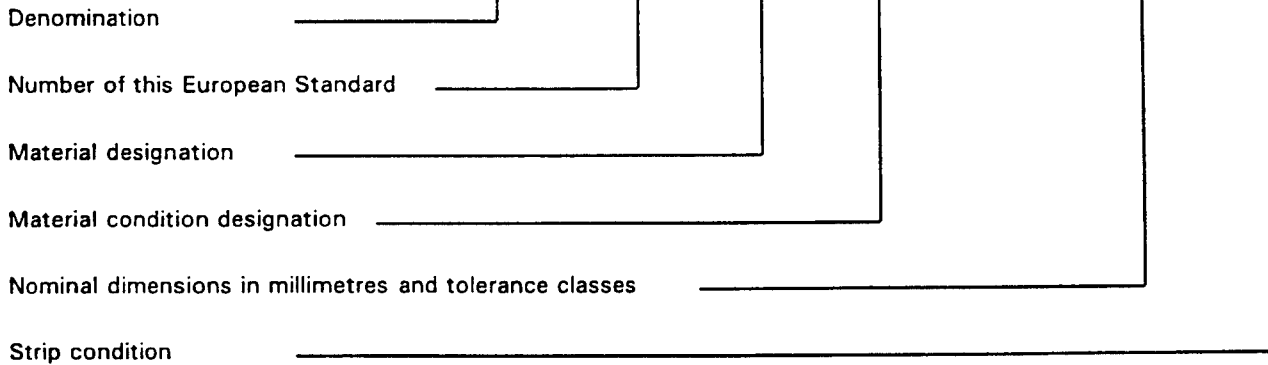 Denomination
Number of this European Standard
Material designation
Material condition designation
Nominal dimensions in millimetres and tolerance classes
Strip condition